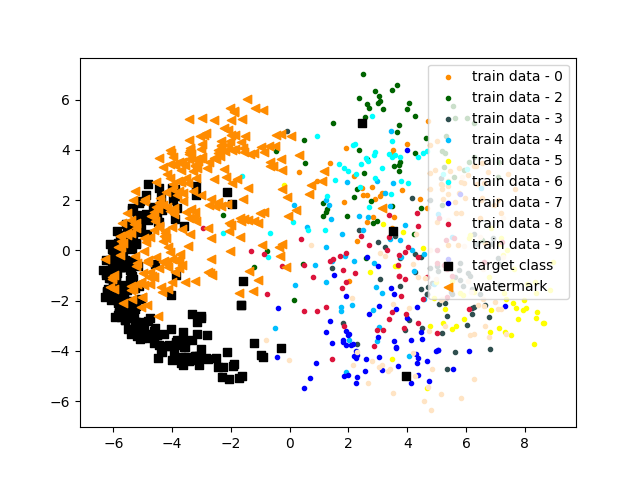 train data - 0
train data - 2
train data - 3
train data - 4
train data - 5
train data - 6
train data - 7
train data - 8
train data - 9
target class
watermark
6
4
2
0
−2
−4
−6
−6 −4 −2 0 2 4 6 8